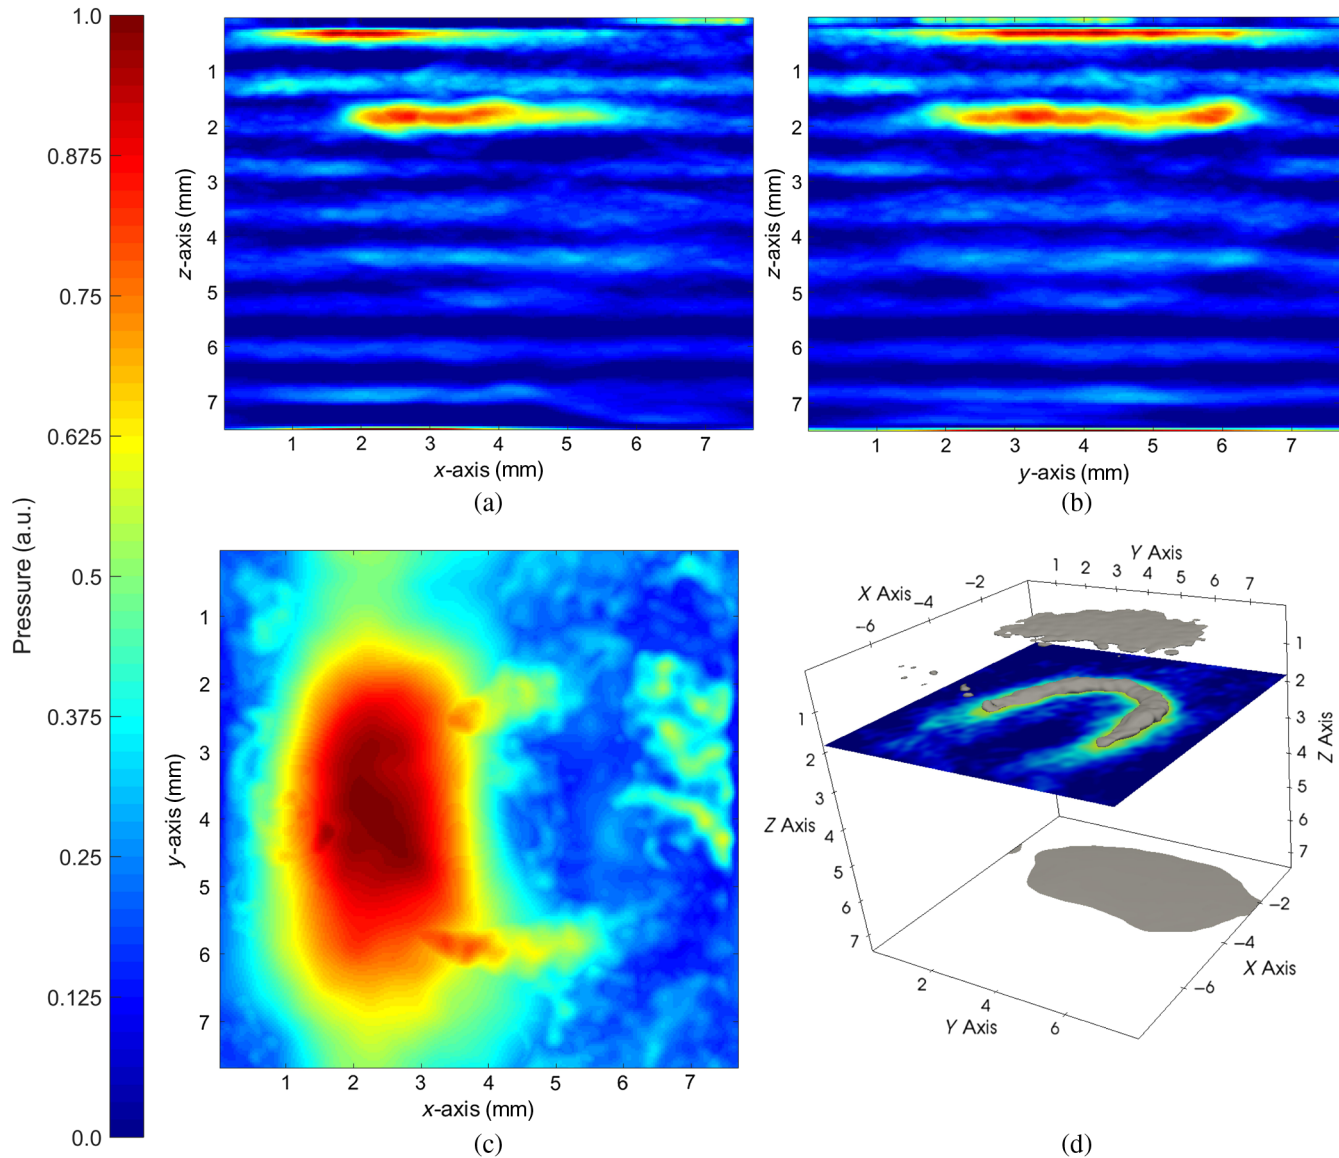 1.0
0.875
0.75
0.625
0.5
0.375
0.25
0.125
0.0
Pressure (a.u.)
1
2
3
4
5
6
7
z-axis (mm)
1 2 3 4 5 6 7
x-axis (mm)
(a)
1
2
3
4
5
6
7
z-axis (mm)
1 2 3 4 5 6 7
y-axis (mm)
(b)
1
2
3
4
5
6
7
y-axis (mm)
1 2 3 4 5 6 7
x-axis (mm)
(c)
Y Axis
1 2 3 4 5 6 7
X Axis
−2
−4
−6
1
2
3
4
5
6
7
Z Axis
1
2
3
4
5
6
7
Z Axis
−2
−4
−6
X Axis
2 4 6
Y Axis
(d)